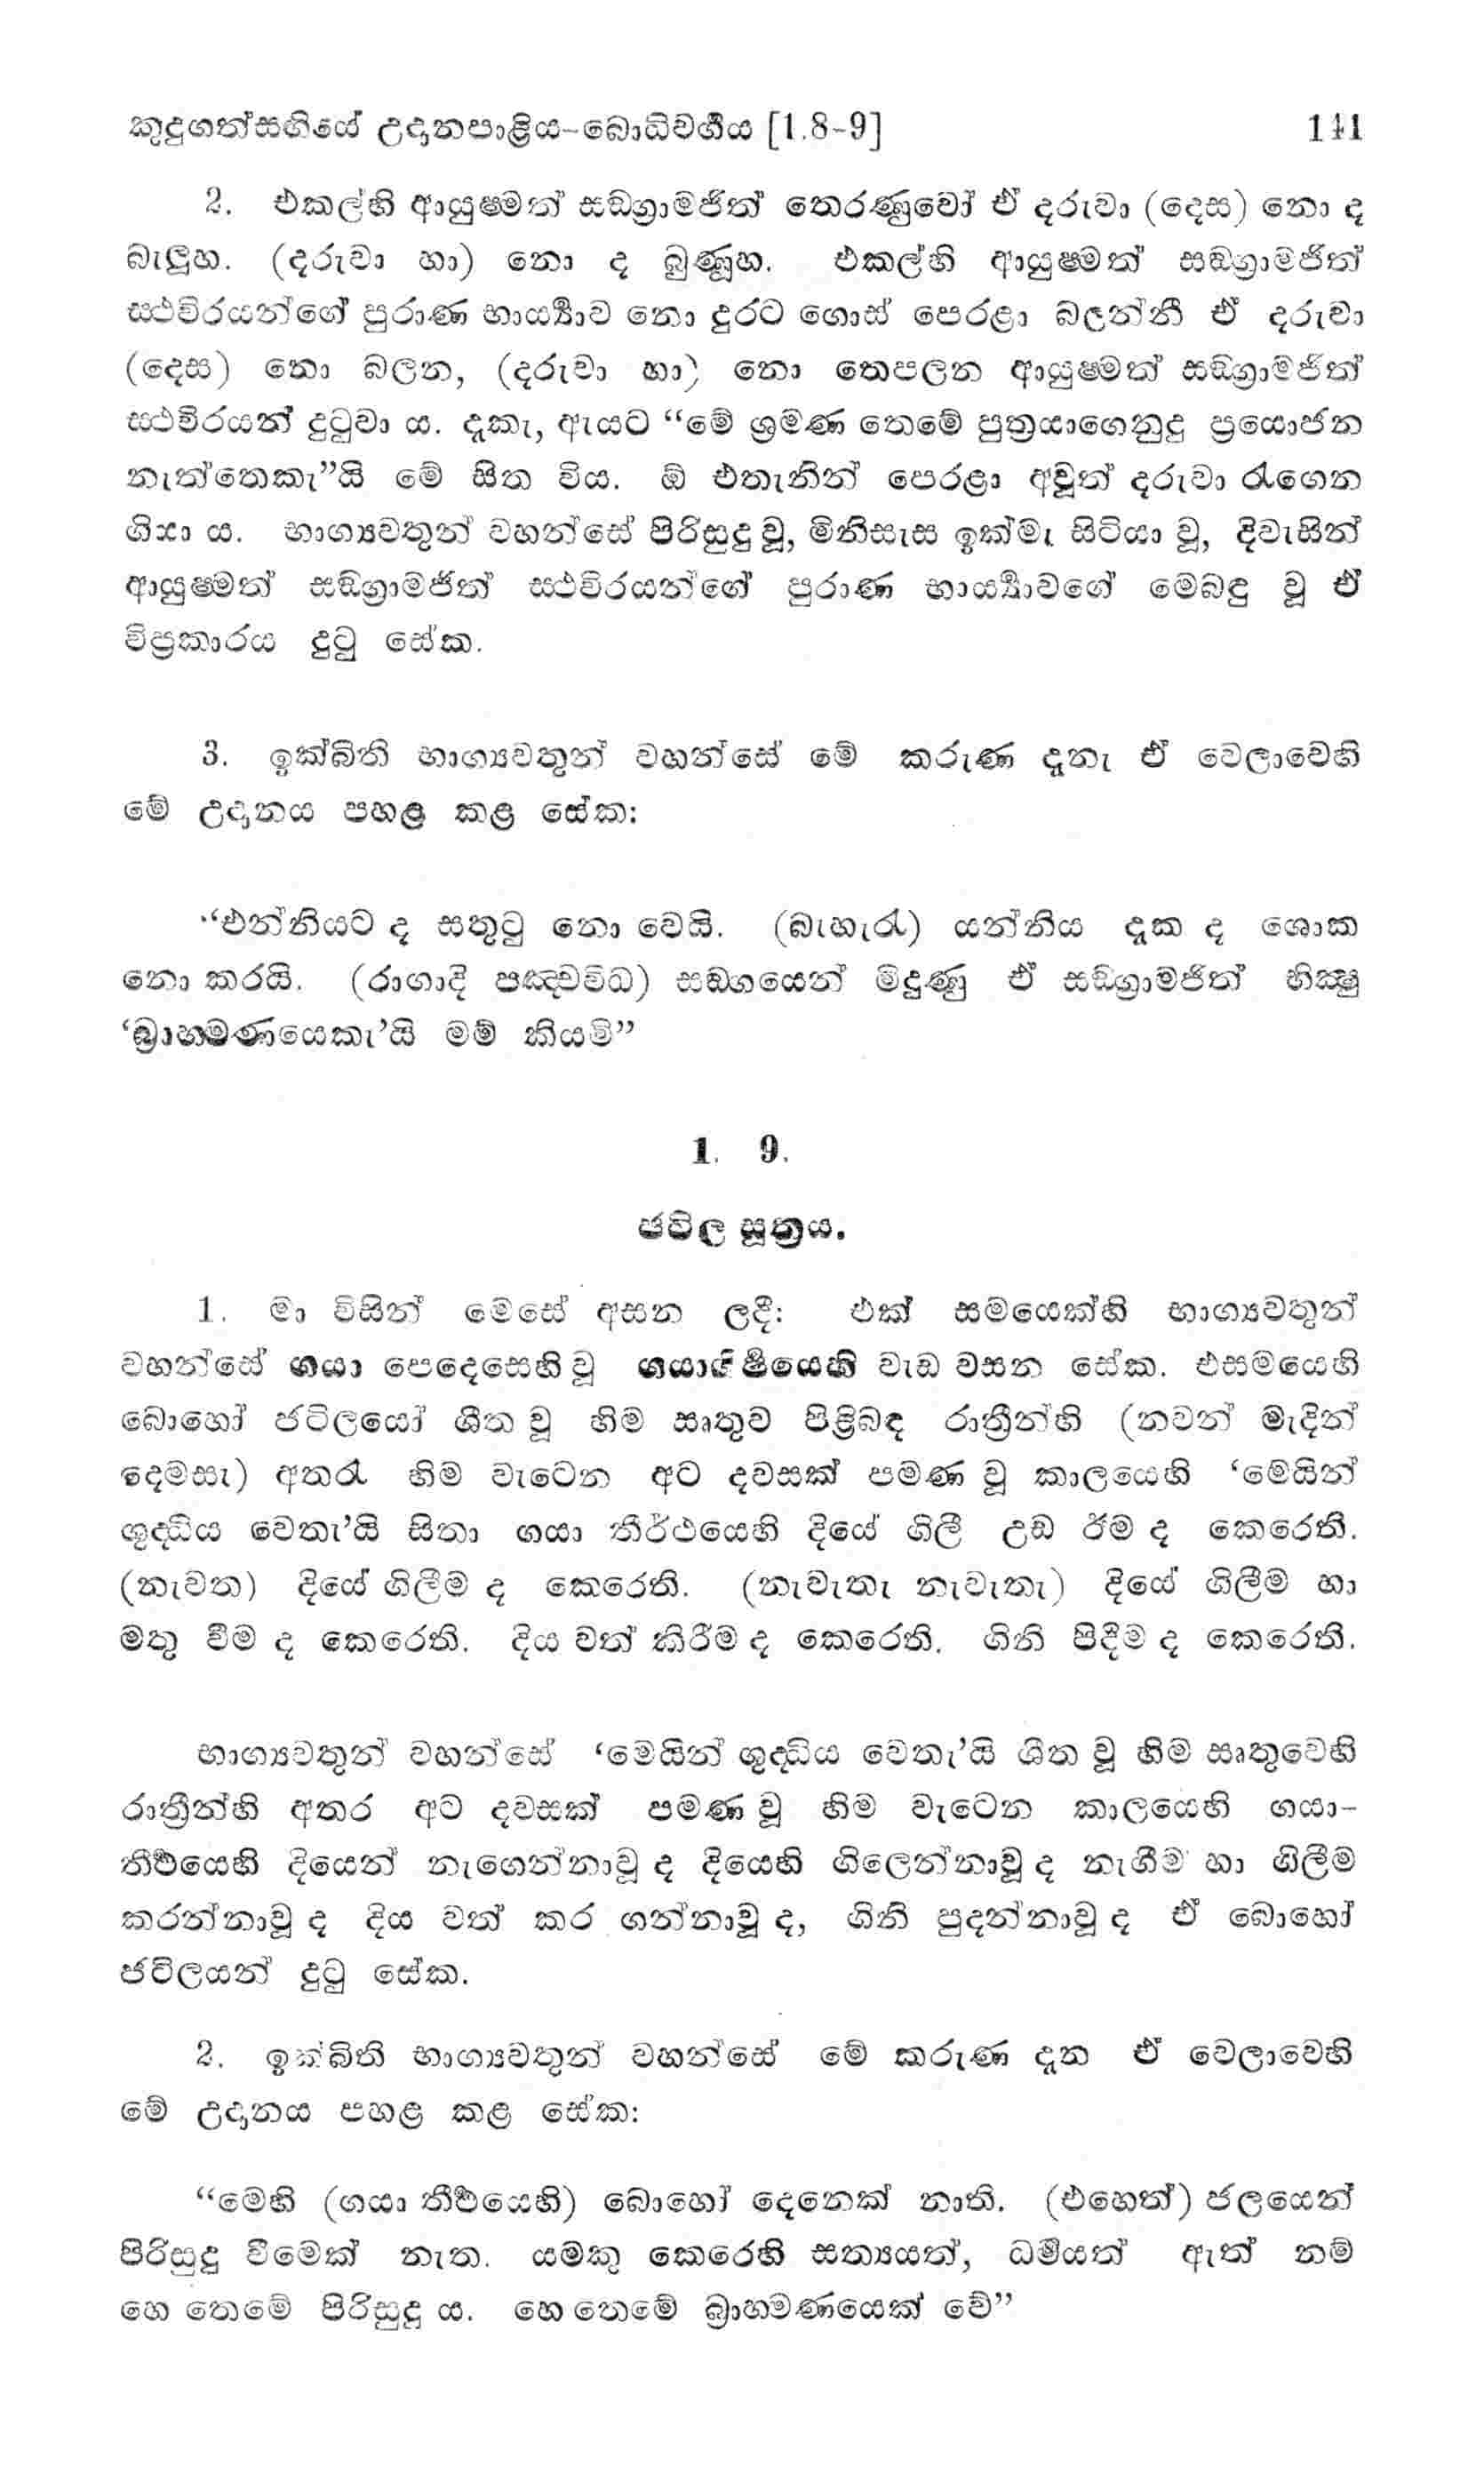 කුදුගත්සඟියේ උදානපාළිය-බොධිවර්ගය [1.8-9] 141
2. එකල්හි ආයුෂ්මත් සඞ්ග්‍රාමජිත් තෙරණුවෝ ඒ දරුවා (දෙස) නො ද
බැලූහ. (දරුවා හා) නො ද බුණූහ. එකල්හි ආයුෂ්මත් සඞ්ග්‍රාමජිත්
ස්ථවිරයන්ගේ පුරාණ භාර්‍ය්‍යාව නො දුරට ගොස් පෙරළා බලන්නී ඒ දරුවා
(දෙස) නො බලන, (දරුවා හා) නො තෙපලන ආයුෂ්මත් සඞ්ග්‍රාමජිත්
ස්ථවිරයන් දුටුවා ය. දැකැ, ඇයට “මේ ශ්‍රමණ තෙමේ පුත්‍රයාගෙනුදු ප්‍රයොජන
නැත්තෙකැ”යි මේ සිත විය. ඕ එතැනින් පෙරළා අවුත් දරුවා රැගෙන
ගියා ය. භාග්‍යවතුන් වහන්සේ පිරිසුදු වූ, මිනිසැස ඉක්මැ සිටියා වූ, දිවැසින්
ආයුෂ්මත් සඞ්ග්‍රාමජිත් ස්ථවිරයන්ගේ පුරාණ භාර්‍ය්‍යාවගේ මෙබඳු වූ ඒ
විප්‍රකාරය දුටු සේක.
3. ඉක්බිති භාග්‍යවතුන් වහන්සේ මේ කරුණ දැනැ ඒ වෙලාවෙහි
මේ උදානය පහළ කළ සේක:
“එන්නියට ද සතුටු නො වෙයි. (බැහැරැ) යන්නිය දැක ද ශොක
නො කරයි. (රාගාදි පඤ්චවිධ) සඞ්ගයෙන් මිදුණු ඒ සඞ්ග්‍රාමජිත් භික්‍ෂු
‘බ්‍රාහ්මණයෙකැ’යි මම් කියමි”
1. 9.
ජටිල සූත්‍රය.
1. මා විසින් මෙසේ අසන ලදී: එක් සමයෙක්හි භාග්‍යවතුන්
වහන්සේ ගයා පෙදෙසෙහි වූ ගයාශීර්ෂයෙහි වැඩ වසන සේක. එසමයෙහි
බොහෝ ජටිලයෝ ශීත වූ හිම ඍතුව පිළිබඳ රාත්‍රීන්හි (නවන් මැදින්
දෙමසැ) අතරැ හිම වැටෙන අට දවසක් පමණ වූ කාලයෙහි ‘මෙයින්
ශුද්ධිය වෙතැ’යි සිතා ගයා තීර්ථයෙහි දියේ ගිලී උඩ ඊම ද කෙරෙති.
(නැවත) දියේ ගිලීම ද කෙරෙති. (නැවැතැ නැවැතැ) දියේ ගිලීම හා
මතු වීම ද කෙරෙති. දිය වත් කිරීම ද කෙරෙති. ගිනි පිදීම ද කෙරෙති.
භාග්‍යවතුන් වහන්සේ ‘මෙයින් ශුද්ධිය වෙතැ’යි ශීත වූ හිම ඍතුවෙහි
රාත්‍රීන්හි අතර අට දවසක් පමණ වූ හිම වැටෙන කාලයෙහි ගයා-
තීර්ථයෙහි දියෙන් නැගෙන්නාවූ ද දියෙහි ගිලෙන්නාවූ ද නැගීම හා ගිලීම
කරන්නාවූ ද දිය වත් කර ගන්නාවූ ද, ගිනි පුදන්නාවූ ද ඒ බොහෝ
ජටිලයන් දුටු සේක.
2. ඉක්බිති භාග්‍යවතුන් වහන්සේ මේ කරුණ දැන ඒ වෙලාවෙහි
මේ උදානය පහළ කළ සේක:
“මෙහි (ගයා තීර්ථයෙහි) බොහෝ දෙනෙක් නාති. (එහෙත්) ජලයෙන්
පිරිසුදු වීමෙක් නැත. යමකු කෙරෙහි සත්‍යයත්, ධර්මයත් ඇත් නම්
හෙ තෙමේ පිරිසුදු ය. හෙ තෙමේ බ්‍රාහ්මණයෙක් වේ”